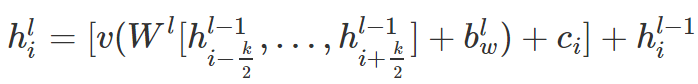 $h_i^l = [v(W^l[h_{i-\frac{k}{2}}^{l-1}, \ldots, h_{i+\frac{k}{2}}^{l-1}] + b_w^l) + c_i] + h_i^{l-1}$